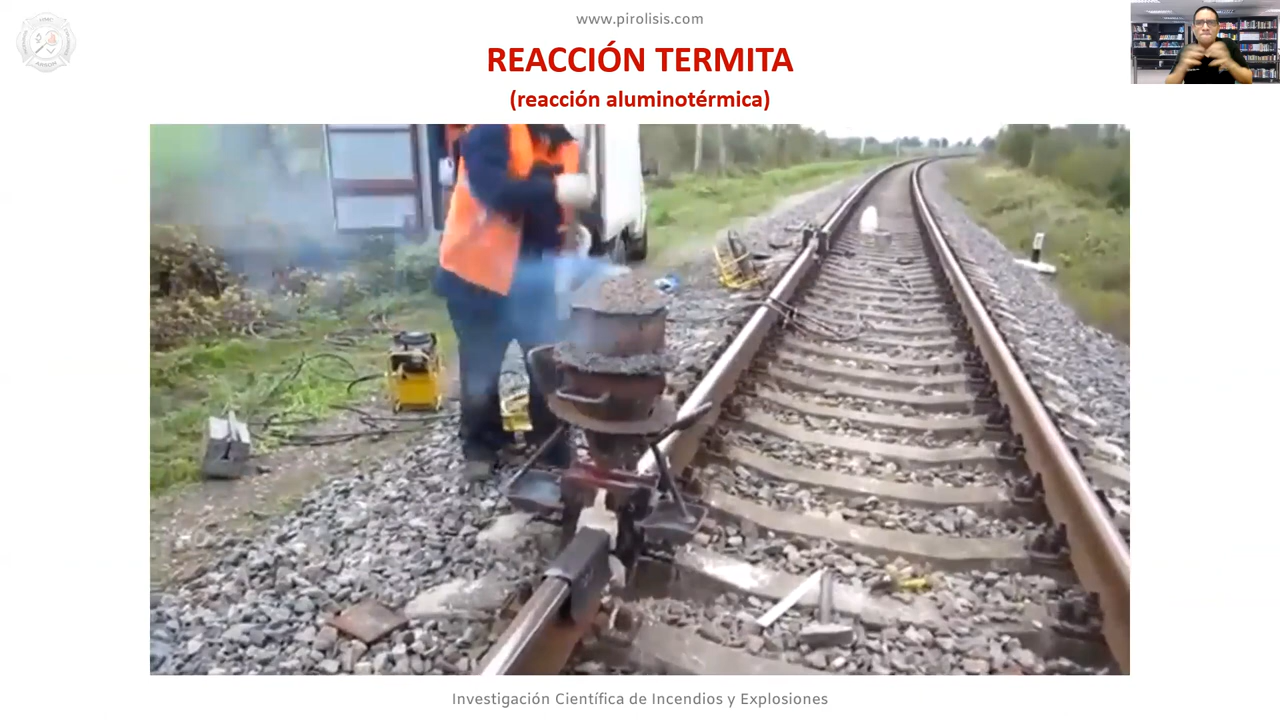 www.pirolisis.com
REACCIÓN TERMITA
(reacción aluminotérmica)
Investigación Científica de Incendios y Explosiones